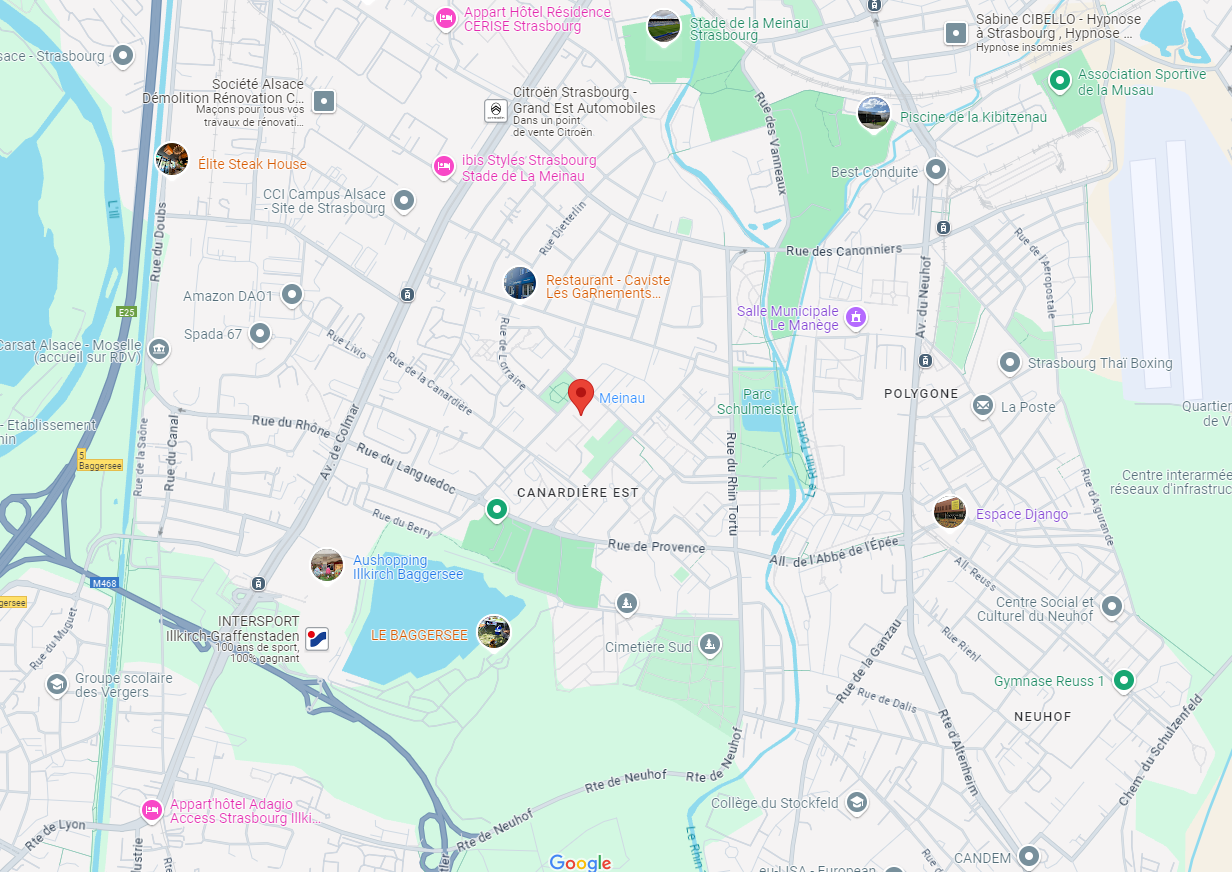 Appart Hôtel Résidence
CERISE Strasbourg
Stade de la Meinau
Strasbourg
Sabine CIBELLO - Hypnose
à Strasbourg , Hypnose ...
Hypnose insomnies
sace - Strasbourg
Association Sportive
de la Musau
Société Alsace
Démolition Rénovation C...
Maçons pour tous vos
travaux de rénovati...
Citroën Strasbourg -
Grand Est Automobiles
Dans un point
de vente Citroën
Rue des Vanneaux
Piscine de la Kibitzenau
Élite Steak House
ibis Styles Strasbourg
Stade de La Meinau
Best Conduite
CCI Campus Alsace
- Site de Strasbourg
L'Ill
Rue du Doubs
Rue Dietterlin
Rue des Canonniers
Rue de l'Aéropostale
Av. du Neuhof
Restaurant - Caviste
Les GaRnements...
Amazon DAO1
E25
Salle Municipale
Le Manège
Spada 67
Carsat Alsace - Moselle
(accueil sur RDV)
Rue Livio
Rue de Lorraine
Rue de la Canardière
Strasbourg Thaï Boxing
Meinau
Parc
Schulmeister
POLYGONE
La Poste
Quartier
de V
- Etablissement
hin
Rue de la Saône
Rue du Canal
Rue du Rhône
Av. de Colmar
Rue du Languedoc
Rue du Rhin Tortu
Le Rhin Tortu
5
Baggersee
Centre interarmée
réseaux d'infrastruc
CANARDIÈRE EST
Rue d'Agurande
Espace Django
Rue du Berry
Rue de Provence
All. de l'Abbé de l'Épée
Aushopping
Illkirch Baggersee
All. Reuss
M468
ggersee
Centre Social et
Culturel du Neuhof
INTERSPORT
Illkirch-Graffenstaden
100 ans de sport,
100% gagnant
LE BAGGERSEE
Cimetière Sud
Rue du Muguet
Rue de la Ganzau
Rue Riehl
Groupe scolaire
des Vergers
Gymnase Reuss 1
Rue de Dalis
NEUHOF
Rte d'Altenheim
Chem. du Schulzenfeld
Rte de Neuhof
Rte de Neuhof
Appart'hôtel Adagio
Access Strasbourg Illki...
Collège du Stockfeld
Rte de Lyon
Rte de Neuhof
Le Rhin
Google
CANDEM
eu-LISA - European